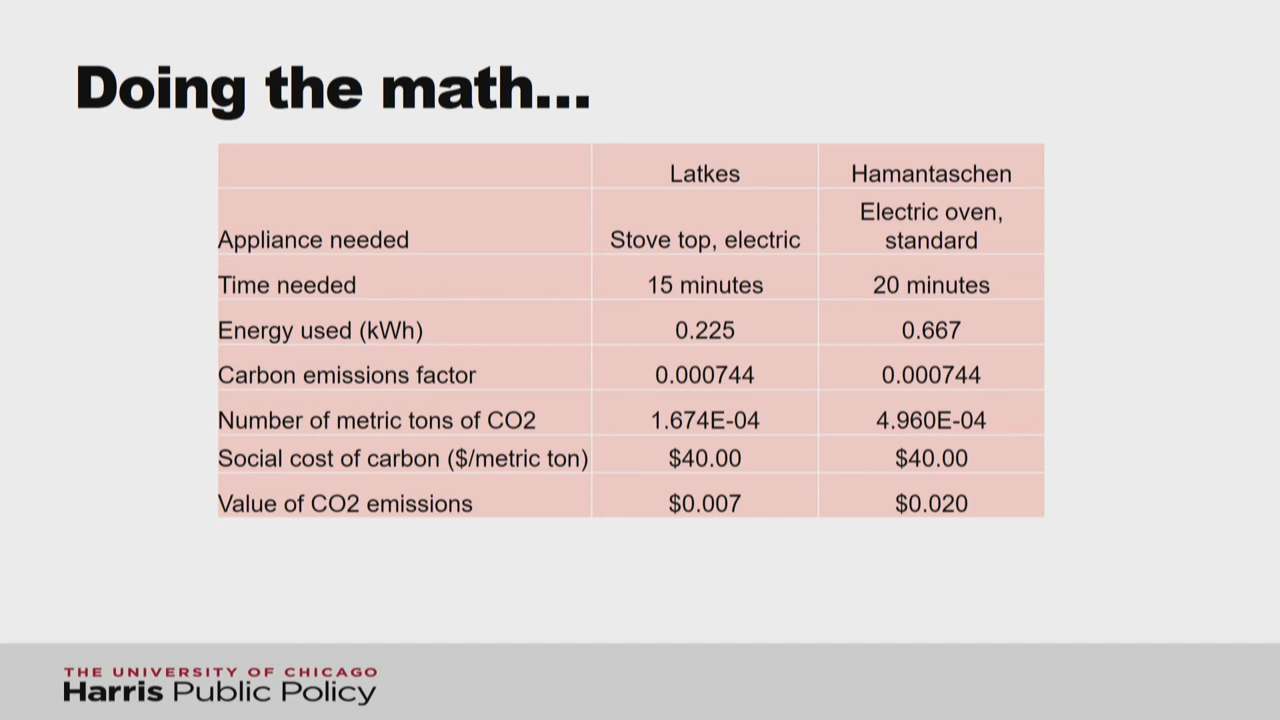 Doing the math...
Latkes Hamantaschen
Appliance needed Stove top, electric Electric oven, standard
Time needed 15 minutes 20 minutes
Energy used (kWh) 0.225 0.667
Carbon emissions factor 0.000744 0.000744
Number of metric tons of CO2 1.674E-04 4.960E-04
Social cost of carbon ($/metric ton) $40.00 $40.00
Value of CO2 emissions $0.007 $0.020
THE UNIVERSITY OF CHICAGO
Harris Public Policy